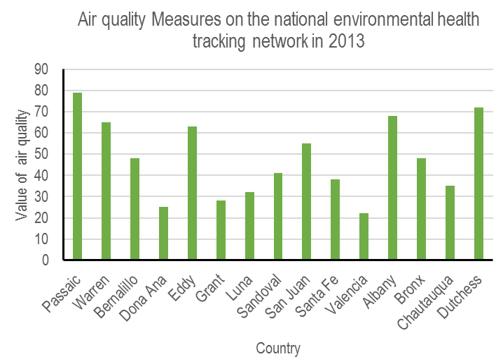 Air quality Measures on the national environmental health
tracking network in 2013
Value of air quality
90
80
70
60
50
40
30
20
10
0
Passaic
Warren
Bernalillo
Dona Ana
Eddy
Grant
Luna
Sandoval
San Juan
Santa Fe
Valencia
Albany
Bronx
Chautauqua
Dutchess
Country